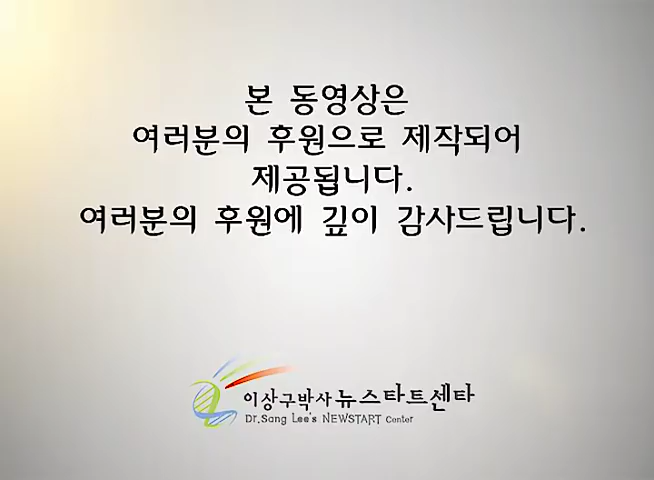 본 동영상은
여러분의 후원으로 제작되어
제공됩니다.
여러분의 후원에 깊이 감사드립니다.
이상구박사 뉴스타트센타
Dr.Sang Lee's NEWSTART Center